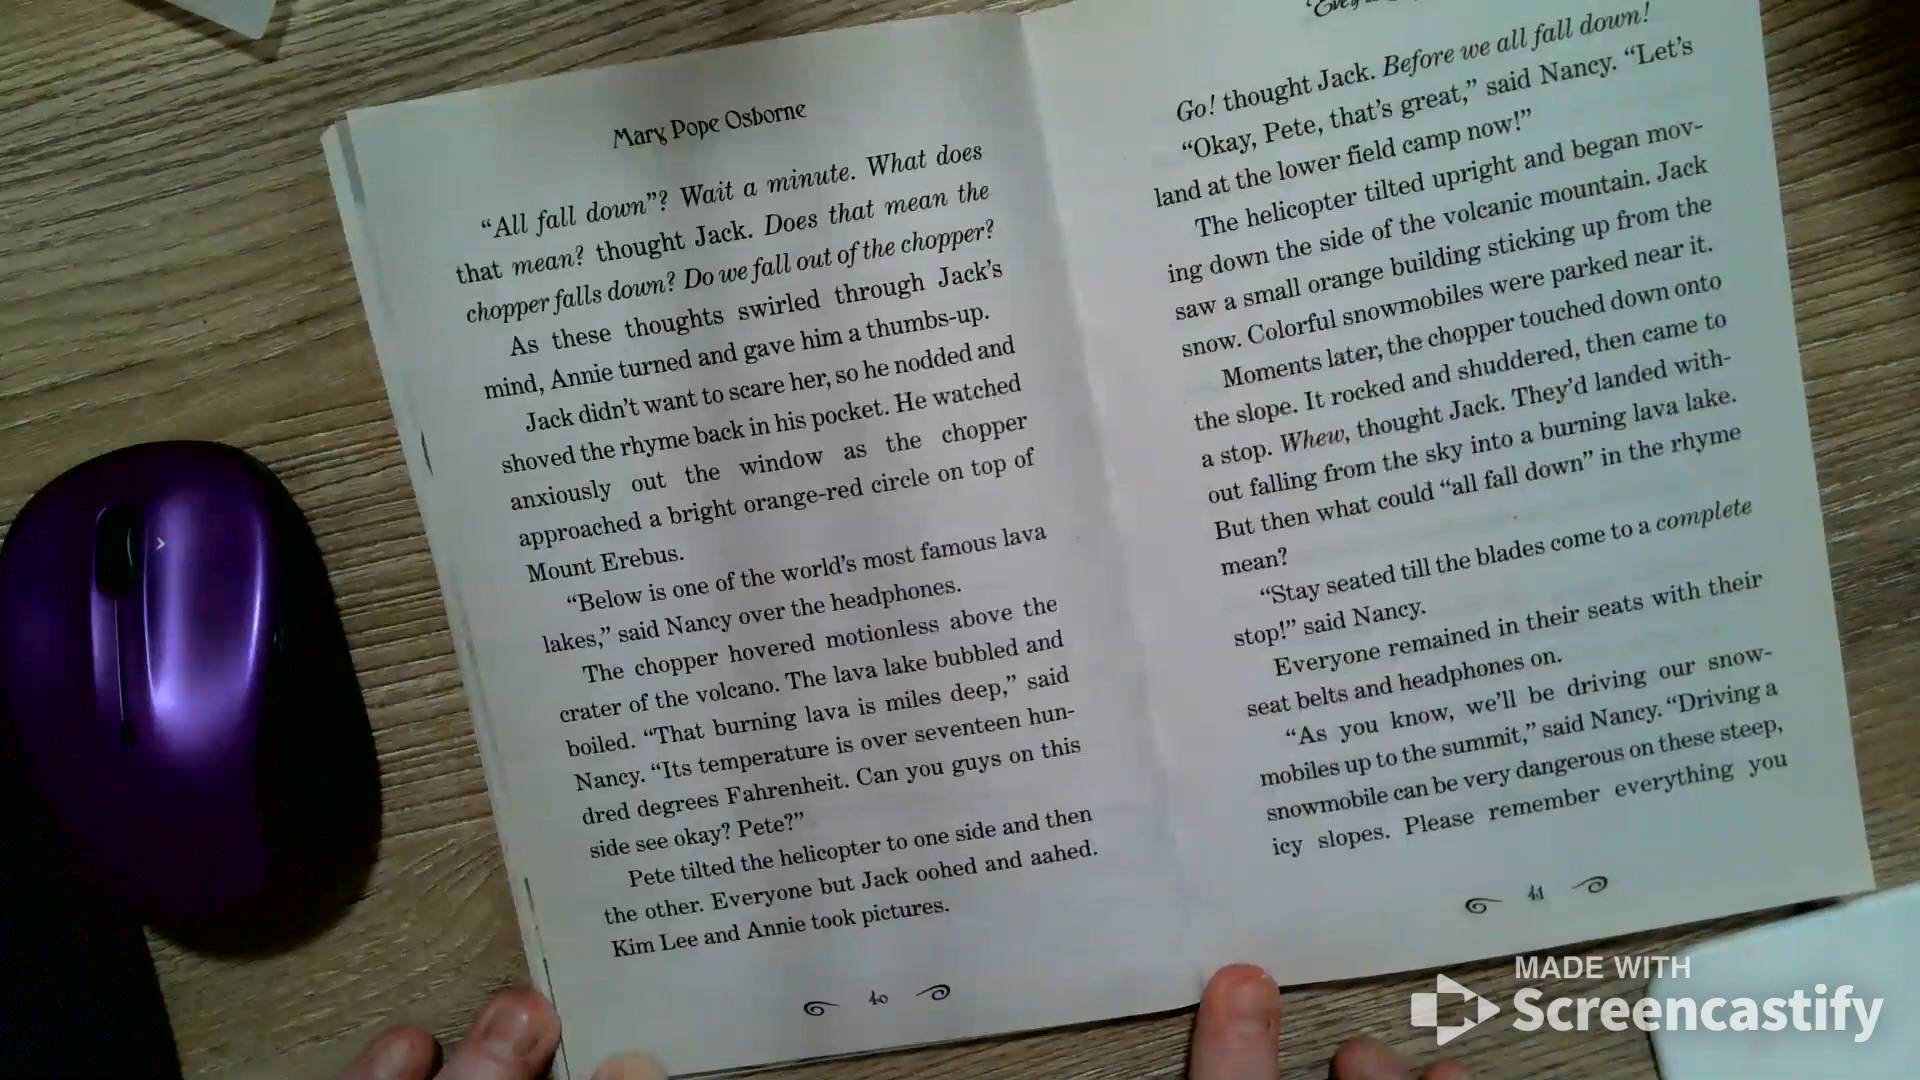 Mary Pope Osborne
“All fall down”? Wait a minute. What does
that mean? thought Jack. Does that mean the
chopper falls down? Do we fall out of the chopper?
As these thoughts swirled through Jack’s
mind, Annie turned and gave him a thumbs-up.
Jack didn’t want to scare her, so he nodded and
shoved the rhyme back in his pocket. He watched
anxiously out the window as the chopper
approached a bright orange-red circle on top of
Mount Erebus.
“Below is one of the world’s most famous lava
lakes,” said Nancy over the headphones.
The chopper hovered motionless above the
crater of the volcano. The lava lake bubbled and
boiled. “That burning lava is miles deep,” said
Nancy. “Its temperature is over seventeen hun-
dred degrees Fahrenheit. Can you guys on this
side see okay? Pete?”
Pete tilted the helicopter to one side and then
the other. Everyone but Jack oohed and aahed.
Kim Lee and Annie took pictures.
40
Go! thought Jack. Before we all fall down!
“Okay, Pete, that’s great,” said Nancy. “Let’s
land at the lower field camp now!”
The helicopter tilted upright and began mov-
ing down the side of the volcanic mountain. Jack
saw a small orange building sticking up from the
snow. Colorful snowmobiles were parked near it.
Moments later, the chopper touched down onto
the slope. It rocked and shuddered, then came to
a stop. Whew, thought Jack. They’d landed with-
out falling from the sky into a burning lava lake.
But then what could “all fall down” in the rhyme
mean?
“Stay seated till the blades come to a complete
stop!” said Nancy.
Everyone remained in their seats with their
seat belts and headphones on.
“As you know, we’ll be driving our snow-
mobiles up to the summit,” said Nancy. “Driving a
snowmobile can be very dangerous on these steep,
icy slopes. Please remember everything you
41
MADE WITH
Screencastify